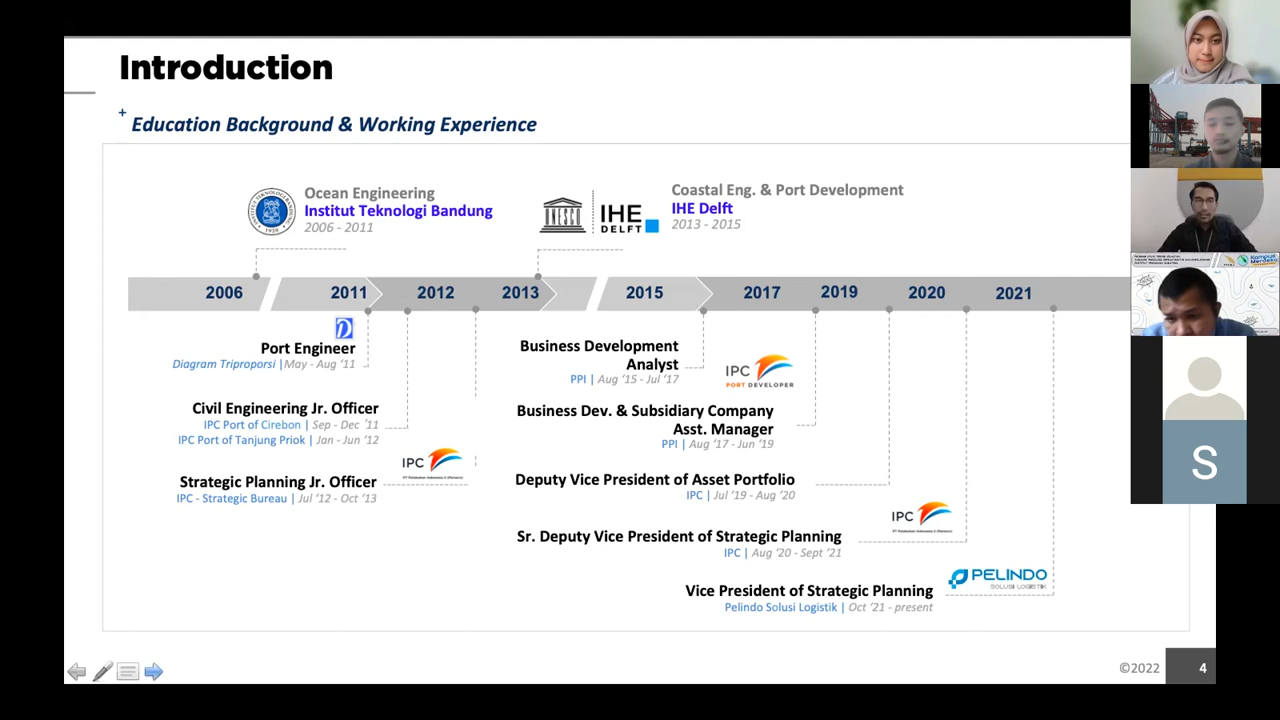 Introduction
+
Education Background & Working Experience
Ocean Engineering
Institut Teknologi Bandung
2006 - 2011
IHE
DELFT
Coastal Eng. & Port Development
IHE Delft
2013 - 2015
2006 2011 2012 2013 2015 2017 2019 2020 2021
Port Engineer
Diagram Triproporsi | May - Aug '11
Civil Engineering Jr. Officer
IPC Port of Cirebon | Sep - Dec '11
IPC Port of Tanjung Priok | Jan - Jun '12
IPC
Strategic Planning Jr. Officer
IPC - Strategic Bureau | Jul '12 - Oct '13
Business Development
Analyst
PPI | Aug '15 - Jul '17
IPC
PORT DEVELOPER
Business Dev. & Subsidiary Company
Asst. Manager
PPI | Aug '17 - Jun '19
Deputy Vice President of Asset Portfolio
IPC | Jul '19 - Aug '20
IPC
Sr. Deputy Vice President of Strategic Planning
IPC | Aug '20 - Sept '21
PELINDO
SOLUSI LOGISTIK
Vice President of Strategic Planning
Pelindo Solusi Logistik | Oct '21 - present
©2022
4
Kampus
Merdeka
S